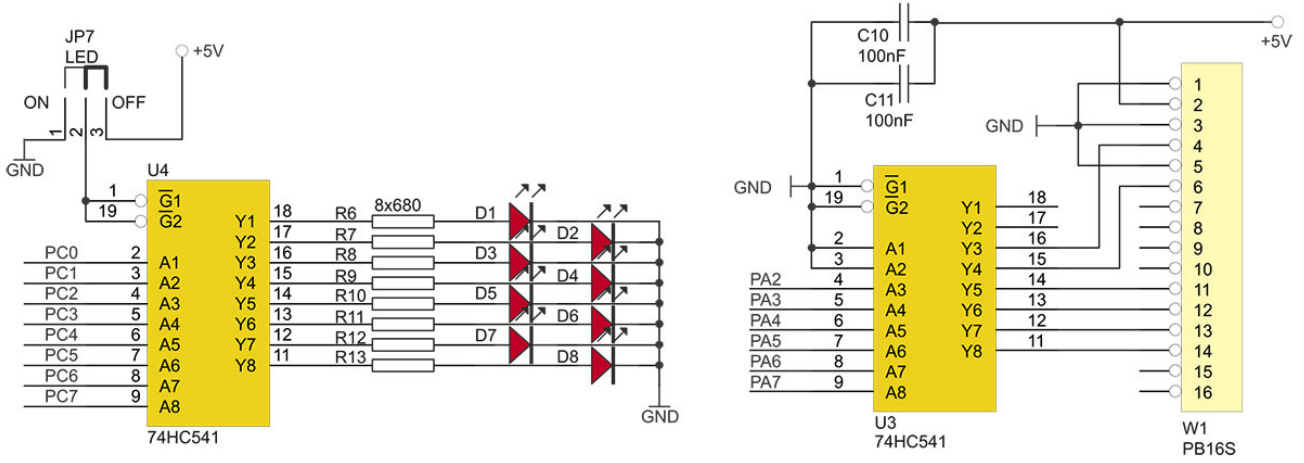 JP7
LED
+5V
ON
OFF
1
2
3
GND
U4
1
19
G1
G2
PC0 2 A1
PC1 3 A2
PC2 4 A3
PC3 5 A4
PC4 6 A5
PC5 7 A6
PC6 8 A7
PC7 9 A8
8x680
Y1 18 R6 D1
Y2 17 R7 D2
Y3 16 R8 D3
Y4 15 R9 D4
Y5 14 R10 D5
Y6 13 R11 D6
Y7 12 R12 D7
Y8 11 R13 D8
GND
74HC541
C10
100nF
C11
100nF
+5V
GND
GND
1 G1
19 G2
2 A1
3 A2
PA2 4 A3
PA3 5 A4
PA4 6 A5
PA5 7 A6
PA6 8 A7
PA7 9 A8
Y1 18
Y2 17
Y3 16
Y4 15
Y5 14
Y6 13
Y7 12
Y8 11
U3
74HC541
1
2
3
4
5
6
7
8
9
10
11
12
13
14
15
16
W1
PB16S